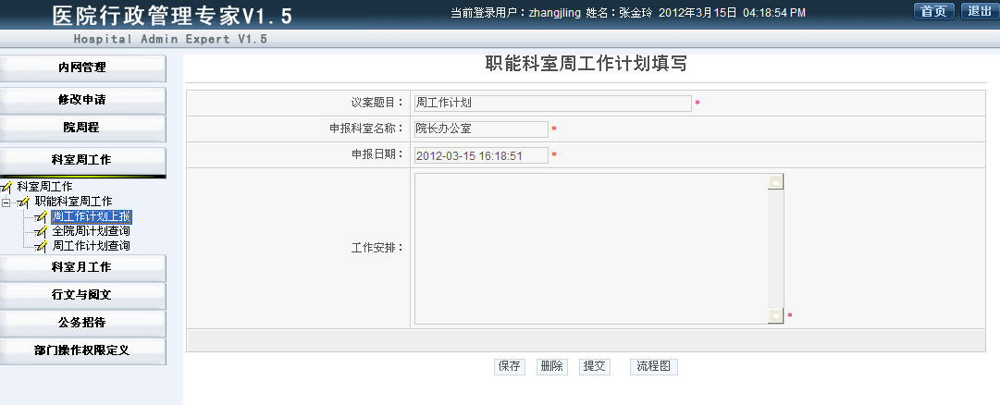 医院行政管理专家V1.5
当前登录用户：zhangjling 姓名：张金玲 2012年3月15日 04:18:54 PM
首页 退出
Hospital Admin Expert V1.5
内网管理
修改申请
院周程
科室周工作
科室周工作
职能科室周工作
周工作计划上报
全院周计划查询
周工作计划查询
科室月工作
行文与阅文
公务招待
部门操作权限定义
职能科室周工作计划填写
议案题目： 周工作计划 *
申报科室名称： 院长办公室 *
申报日期： 2012-03-15 16:18:51 *
工作安排： *
保存 删除 提交 流程图